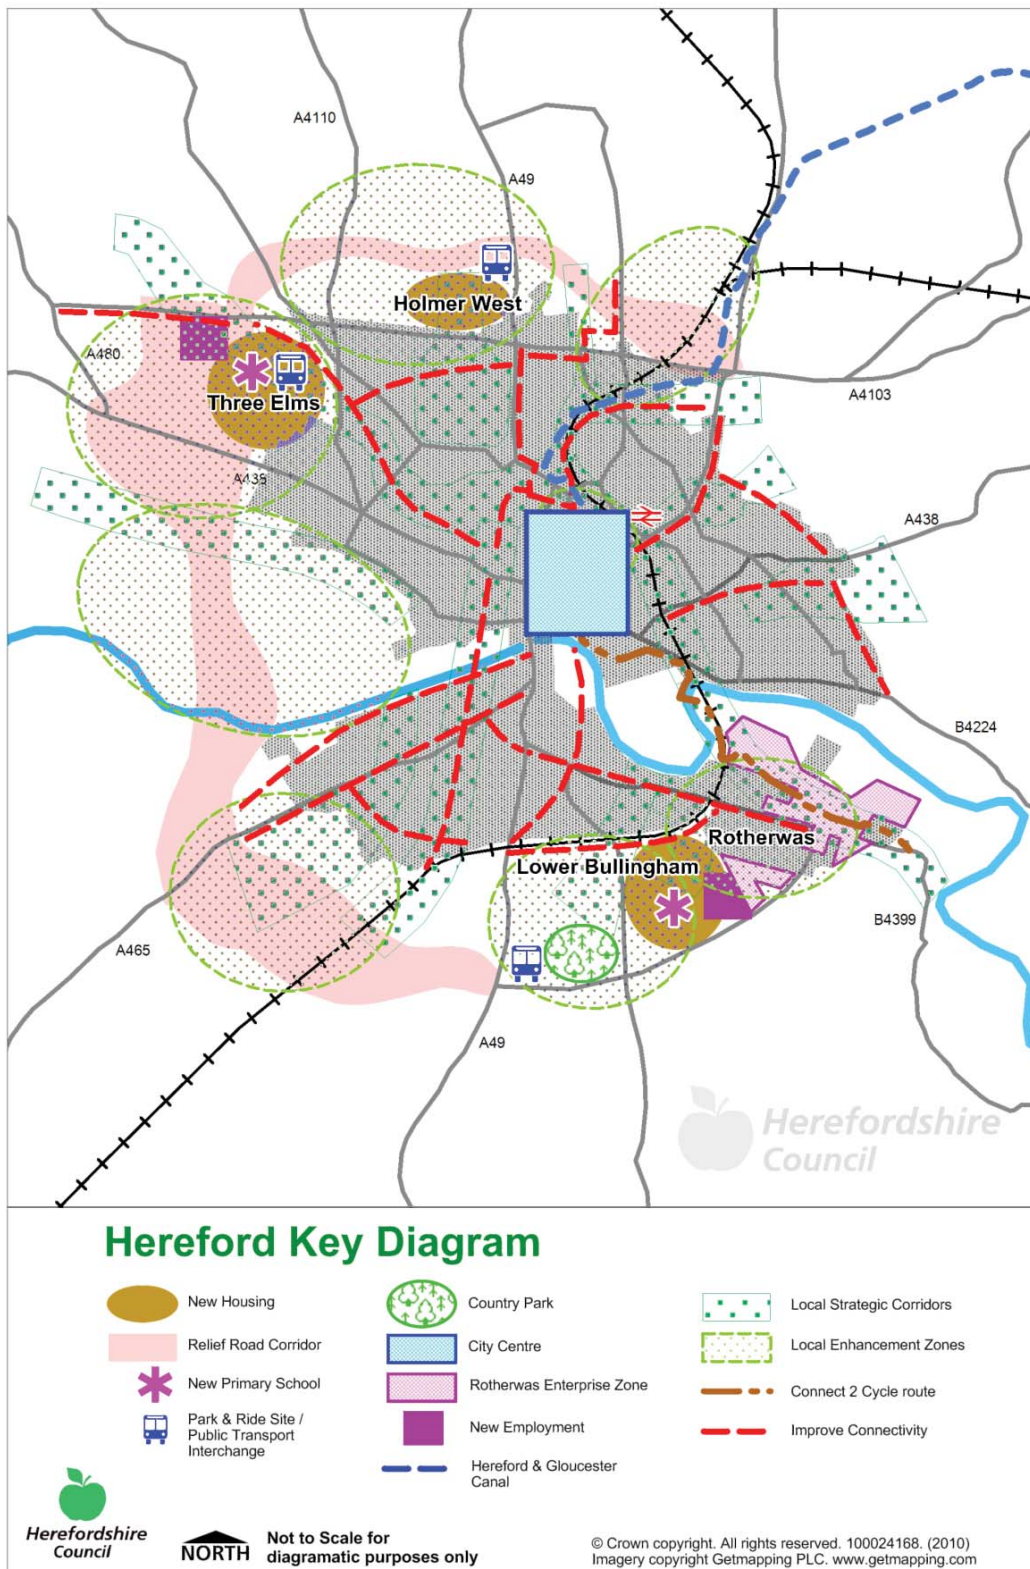 A4110
A49
Holmer West
A480
Three Elms
A4103
A438
A438
B4224
Rotherwas
Lower Bullingham
B4399
A465
A49
Herefordshire
Council
Hereford Key Diagram
New Housing
Relief Road Corridor
New Primary School
Park & Ride Site /
Public Transport
Interchange
Country Park
City Centre
Rotherwas Enterprise Zone
New Employment
Hereford & Gloucester
Canal
Local Strategic Corridors
Local Enhancement Zones
Connect 2 Cycle route
Improve Connectivity
Herefordshire
Council
NORTH
Not to Scale for
diagramatic purposes only
© Crown copyright. All rights reserved. 100024168. (2010)
Imagery copyright Getmapping PLC. www.getmapping.com